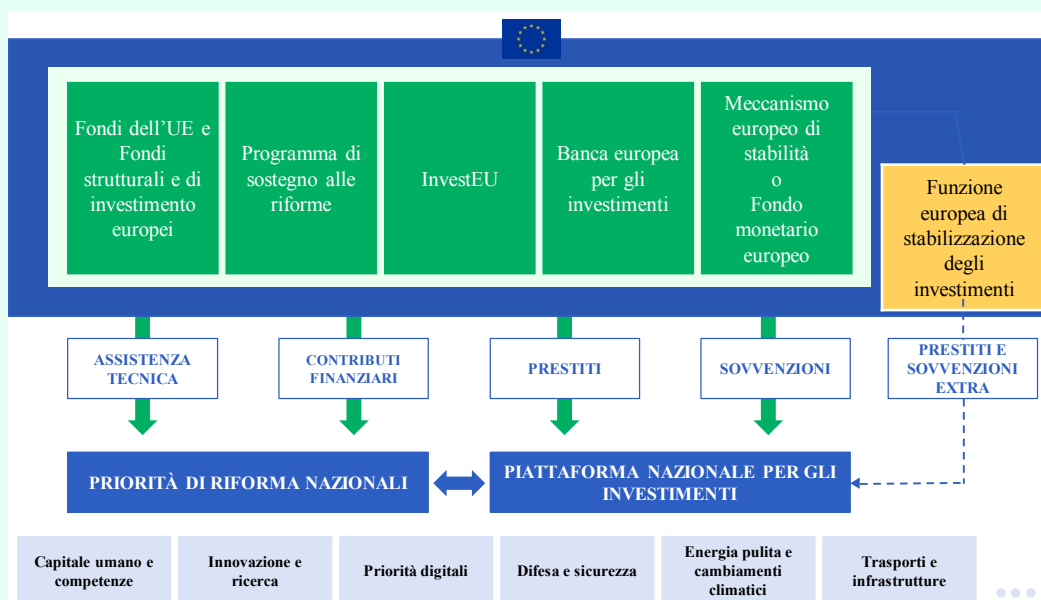 Fondi dell’UE e
Fondi
strutturali e di
investimento
europei
Programma di
sostegno alle
riforme
InvestEU
Banca europea
per gli
investimenti
Meccanismo
europeo di
stabilità
o
Fondo
monetario
europeo
Funzione
europea di
stabilizzazione
degli
investimenti
ASSISTENZA
TECNICA
CONTRIBUTI
FINANZIARI
PRESTITI
SOVVENZIONI
PRESTITI E
SOVVENZIONI
EXTRA
PRIORITÀ DI RIFORMA NAZIONALI
PIATTAFORMA NAZIONALE PER GLI
INVESTIMENTI
Capitale umano e
competenze
Innovazione e
ricerca
Priorità digitali
Difesa e sicurezza
Energia pulita e
cambiamenti
climatici
Trasporti e
infrastrutture